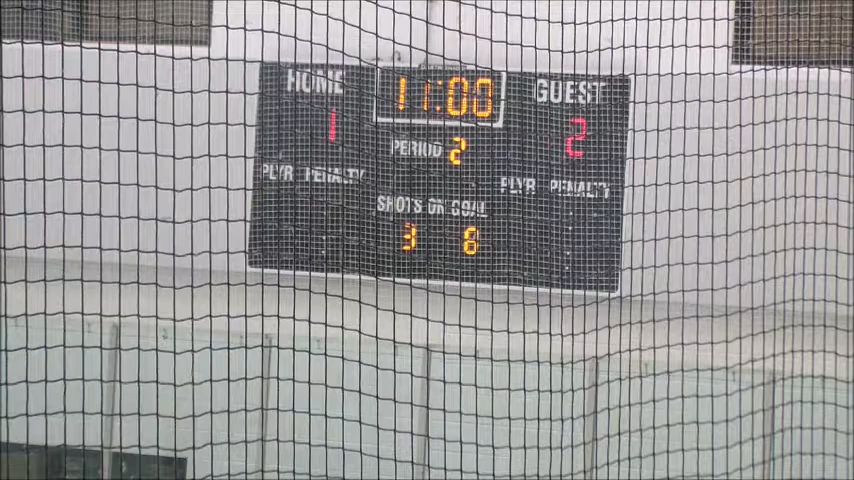 HOME 11:00 GUEST
1 PERIOD 2 2
PLYR PENALTY PLYR PENALTY
SHOTS ON GOAL
3 8